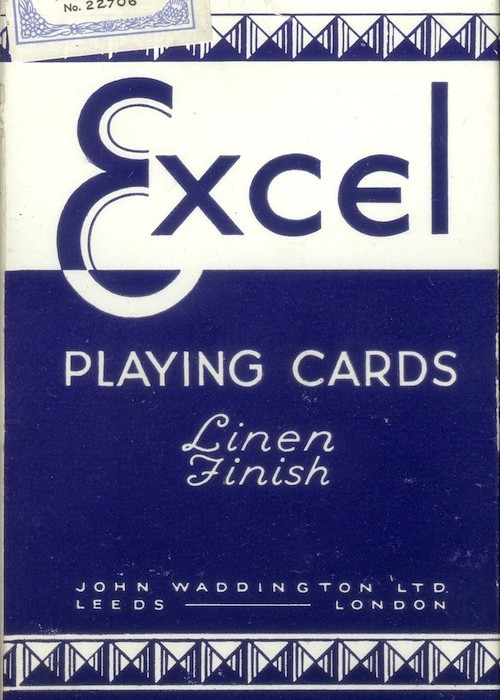 No. 22706
Excel
PLAYING CARDS
Linen
Finish
JOHN WADDINGTON LTD.
LEEDS — LONDON